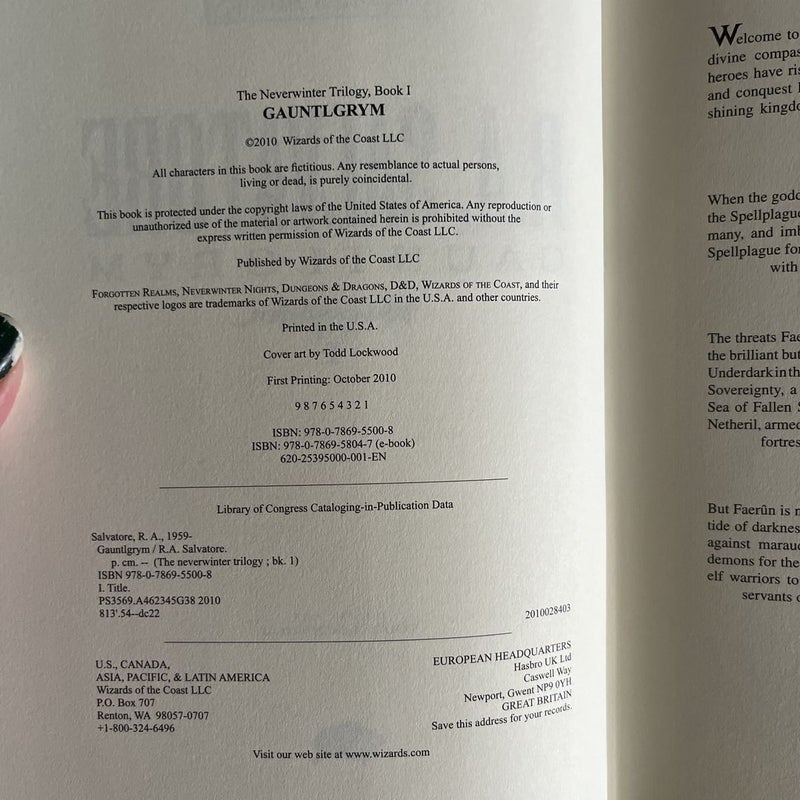 The Neverwinter Trilogy, Book I
GAUNTLGRYM
©2010 Wizards of the Coast LLC
All characters in this book are fictitious. Any resemblance to actual persons,
living or dead, is purely coincidental.
This book is protected under the copyright laws of the United States of America. Any reproduction or
unauthorized use of the material or artwork contained herein is prohibited without the
express written permission of Wizards of the Coast LLC.
Published by Wizards of the Coast LLC
Forgotten Realms, Neverwinter Nights, Dungeons & Dragons, D&D, Wizards of the Coast, and their
respective logos are trademarks of Wizards of the Coast LLC in the U.S.A. and other countries.
Printed in the U.S.A.
Cover art by Todd Lockwood
First Printing: October 2010
9 8 7 6 5 4 3 2 1
ISBN: 978-0-7869-5500-8
ISBN: 978-0-7869-5804-7 (e-book)
620-25395000-001-EN
Library of Congress Cataloging-in-Publication Data
Salvatore, R. A., 1959-
Gauntlgrym / R.A. Salvatore.
p. cm. -- (The neverwinter trilogy ; bk. 1)
ISBN 978-0-7869-5500-8
I. Title.
PS3569.A462345G38 2010
813'.54--dc22
2010028403
U.S., CANADA,
ASIA, PACIFIC, & LATIN AMERICA
Wizards of the Coast LLC
P.O. Box 707
Renton, WA 98057-0707
+1-800-324-6496
EUROPEAN HEADQUARTERS
Hasbro UK Ltd
Caswell Way
Newport, Gwent NP9 0YH
GREAT BRITAIN
Save this address for your records.
Visit our web site at www.wizards.com
Welcome to
divine compas
heroes have ris
and conquest
shining kingdo
When the godd
the Spellplague
many, and imb
Spellplague for
with
The threats Fae
the brilliant but
Underdark in th
Sovereignty, a
Sea of Fallen S
Netheril, armed
fortres
But Faerûn is n
tide of darknes
against maraud
demons for the
elf warriors to
servants o